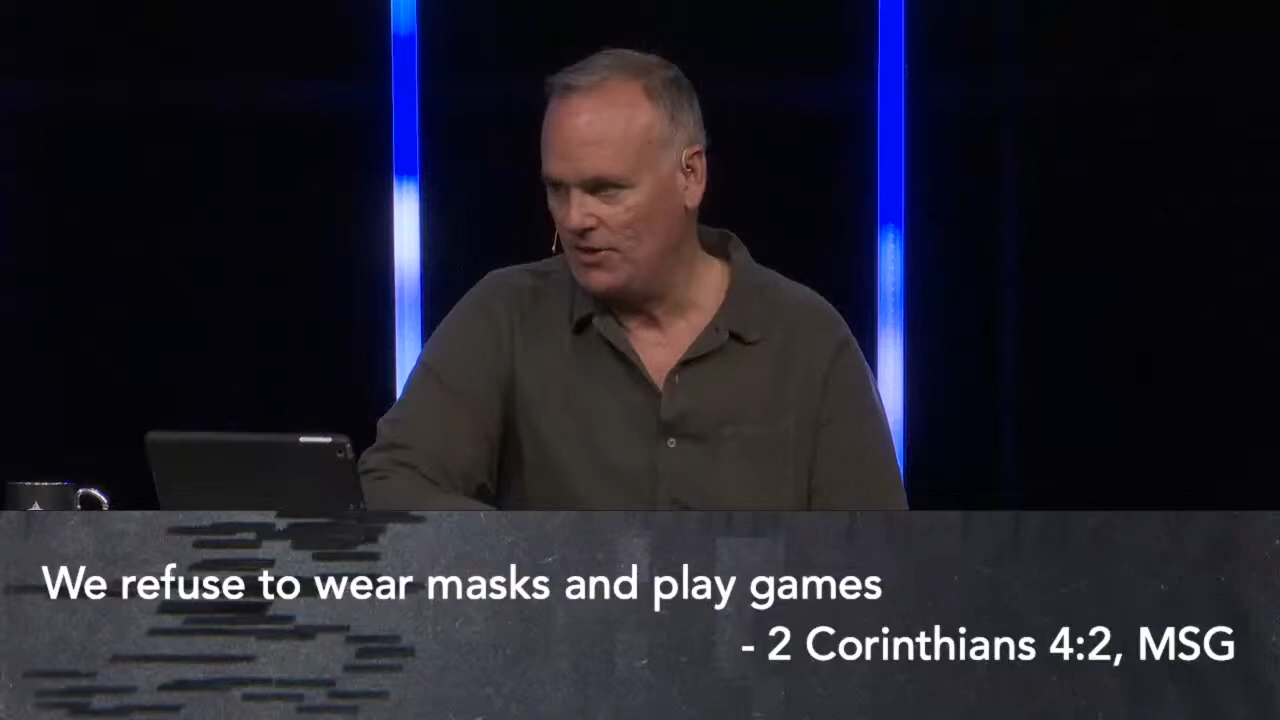 We refuse to wear masks and play games
- 2 Corinthians 4:2, MSG